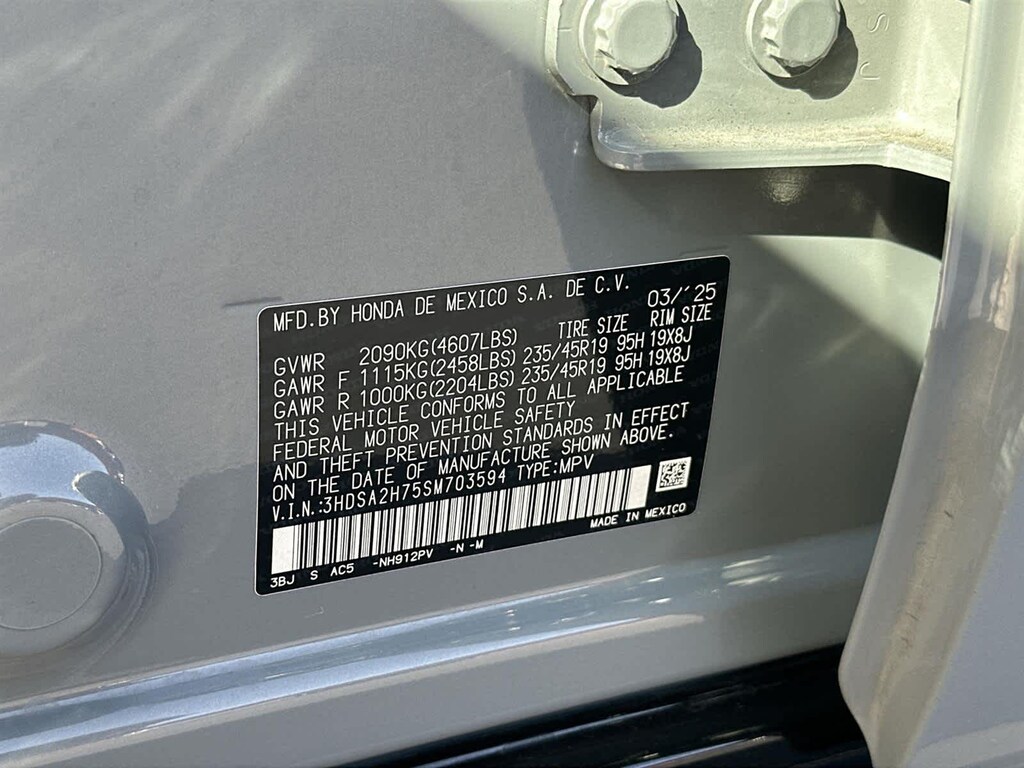 MFD.BY HONDA DE MEXICO S.A. DE C.V. 03/´25
GVWR 2090KG(4607LBS) TIRE SIZE RIM SIZE
GAWR F 1115KG(2458LBS) 235/45R19 95H 19X8J
GAWR R 1000KG(2204LBS) 235/45R19 95H 19X8J
THIS VEHICLE CONFORMS TO ALL APPLICABLE
FEDERAL MOTOR VEHICLE SAFETY
AND THEFT PREVENTION STANDARDS IN EFFECT
ON THE DATE OF MANUFACTURE SHOWN ABOVE.
V.I.N.:3HDSA2H75SM703594 TYPE:MPV
MADE IN MEXICO
3BJ S AC5 -NH912PV -N -M